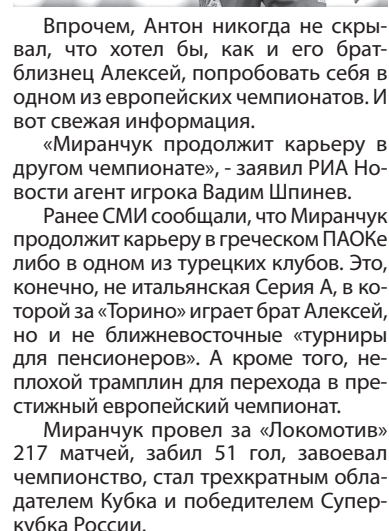 Впрочем, Антон никогда не скры-
вал, что хотел бы, как и его брат-
близнец Алексей, попробовать себя в
одном из европейских чемпионатов. И
вот свежая информация.
«Миранчук продолжит карьеру в
другом чемпионате», - заявил РИА Но-
вости агент игрока Вадим Шпинев.
Ранее СМИ сообщали, что Миранчук
продолжит карьеру в греческом ПАОКе
либо в одном из турецких клубов. Это,
конечно, не итальянская Серия А, в ко-
торой за «Торино» играет брат Алексей,
но и не ближневосточные «турниры
для пенсионеров». А кроме того, не-
плохой трамплин для перехода в пре-
стижный европейский чемпионат.
Миранчук провел за «Локомотив»
217 матчей, забил 51 гол, завоевал
чемпионство, стал трехкратным обла-
дателем Кубка и победителем Супер-
кубка России.